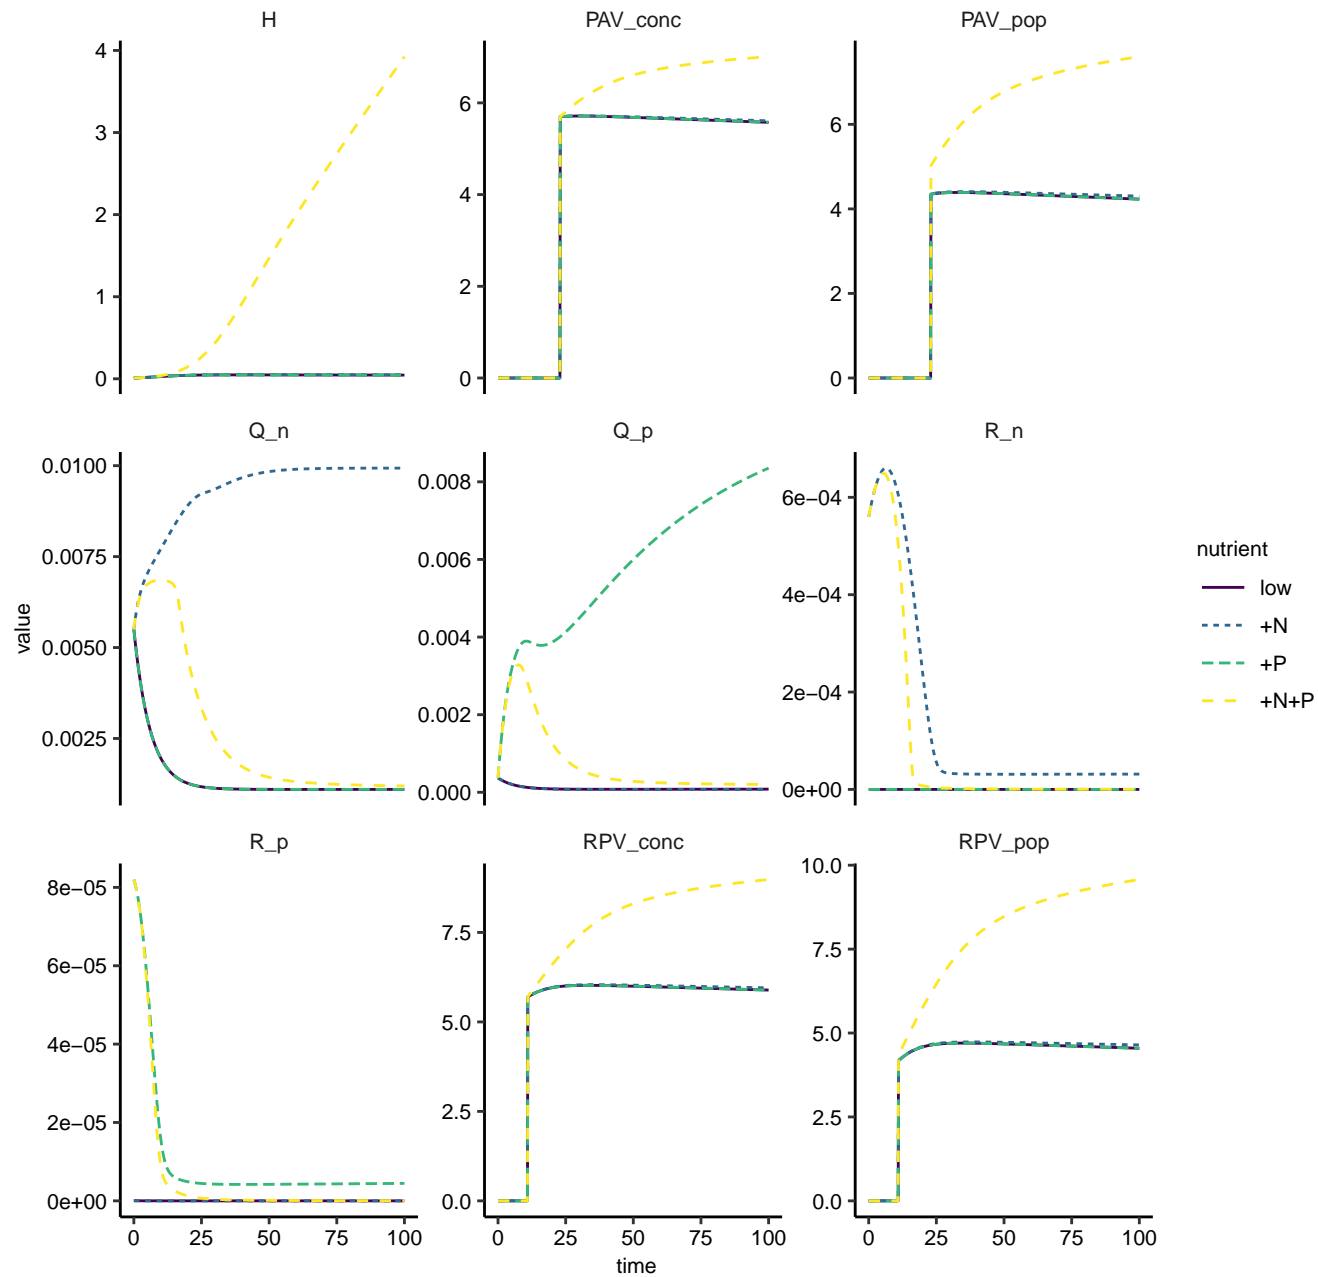 H
PAV_conc
PAV_pop
4
3
2
1
0
6
4
2
0
6
4
2
0
Q_n
Q_p
R_n
0.0100
0.0075
0.0050
0.0025
0.008
0.006
0.004
0.002
0.000
6e−04
4e−04
2e−04
0e+00
value
nutrient
low
+N
+P
+N+P
R_p
RPV_conc
RPV_pop
8e−05
6e−05
4e−05
2e−05
0e+00
7.5
5.0
2.5
0.0
10.0
7.5
5.0
2.5
0.0
0 25 50 75 100
0 25 50 75 100
0 25 50 75 100
time